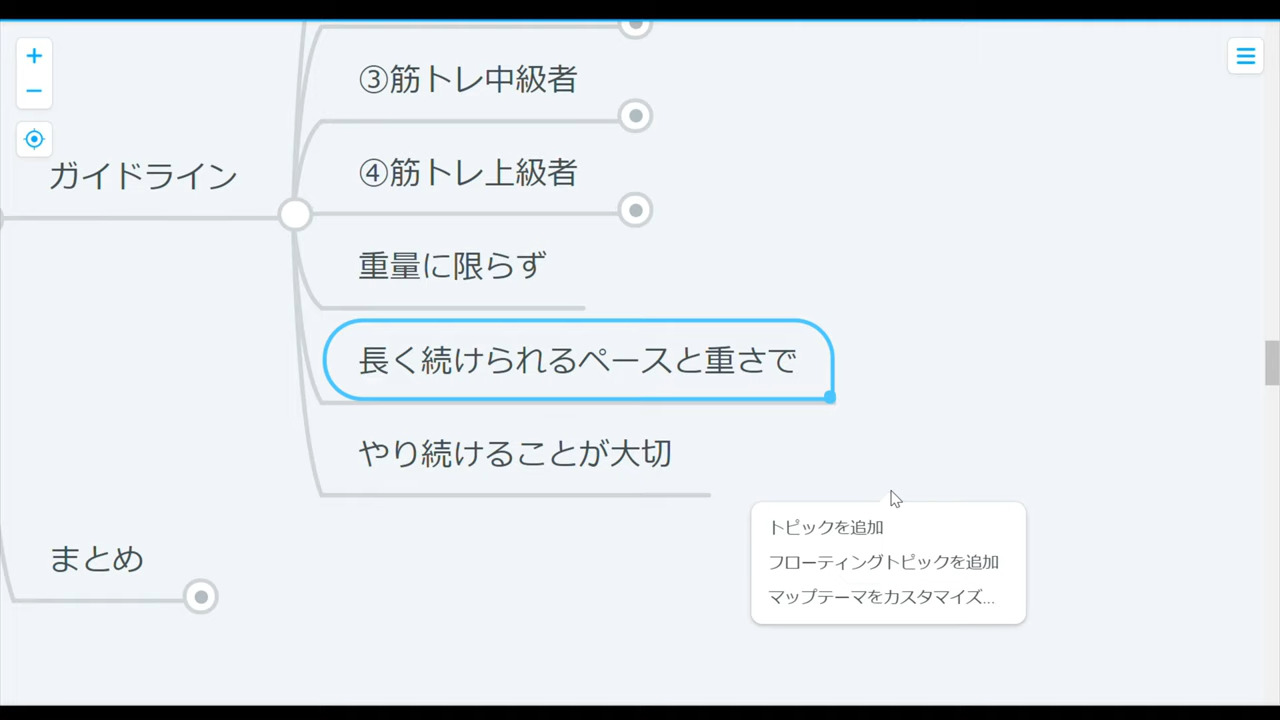 ③筋トレ中級者
④筋トレ上級者
ガイドライン
重量に限らず
長く続けられるペースと重さで
やり続けることが大切
まとめ
トピックを追加
フローティングトピックを追加
マップテーマをカスタマイズ...